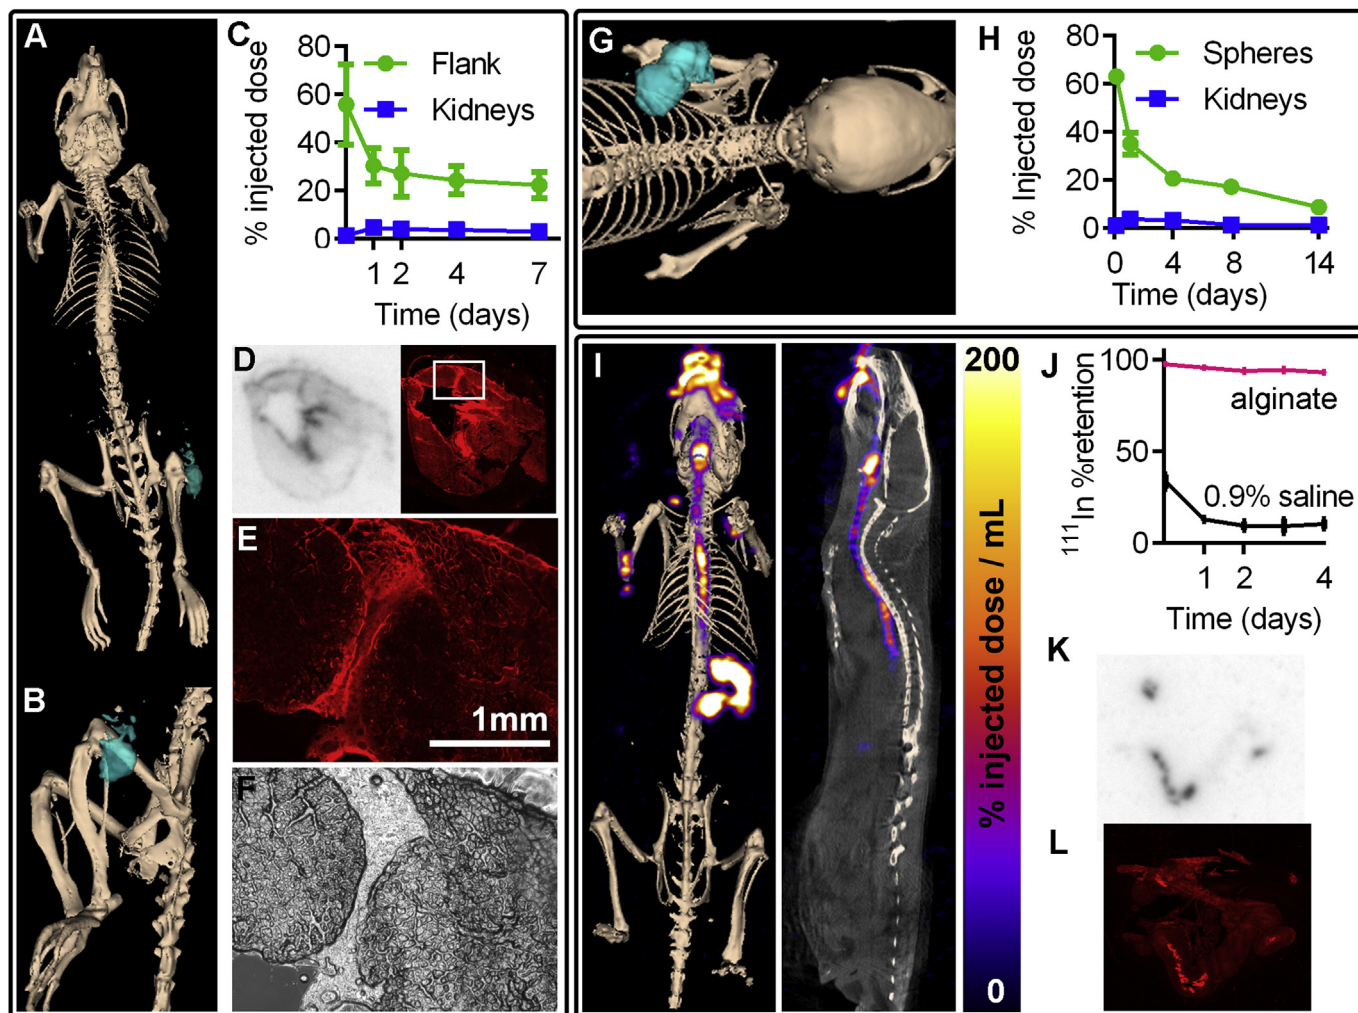 A
B
C
80
60
40
20
0
% injected dose
Flank
Kidneys
1 2 4 7
Time (days)
D
E
1mm
F
G
H
80
60
40
20
0
% Injected dose
Spheres
Kidneys
0 4 8 14
Time (days)
I
200
% injected dose / mL
0
J
100
50
0
¹¹¹In %retention
alginate
0.9% saline
1 2 4
Time (days)
K
L